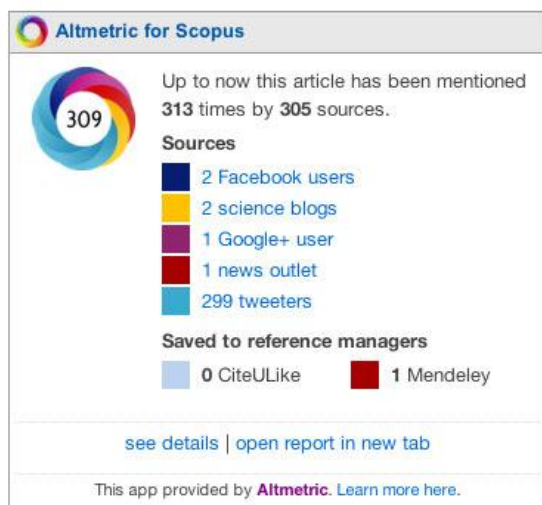 Altmetric for Scopus
309
Up to now this article has been mentioned
313 times by 305 sources.
Sources
2 Facebook users
2 science blogs
1 Google+ user
1 news outlet
299 tweeters
Saved to reference managers
0 CiteULike 1 Mendeley
see details | open report in new tab
This app provided by Altmetric. Learn more here.